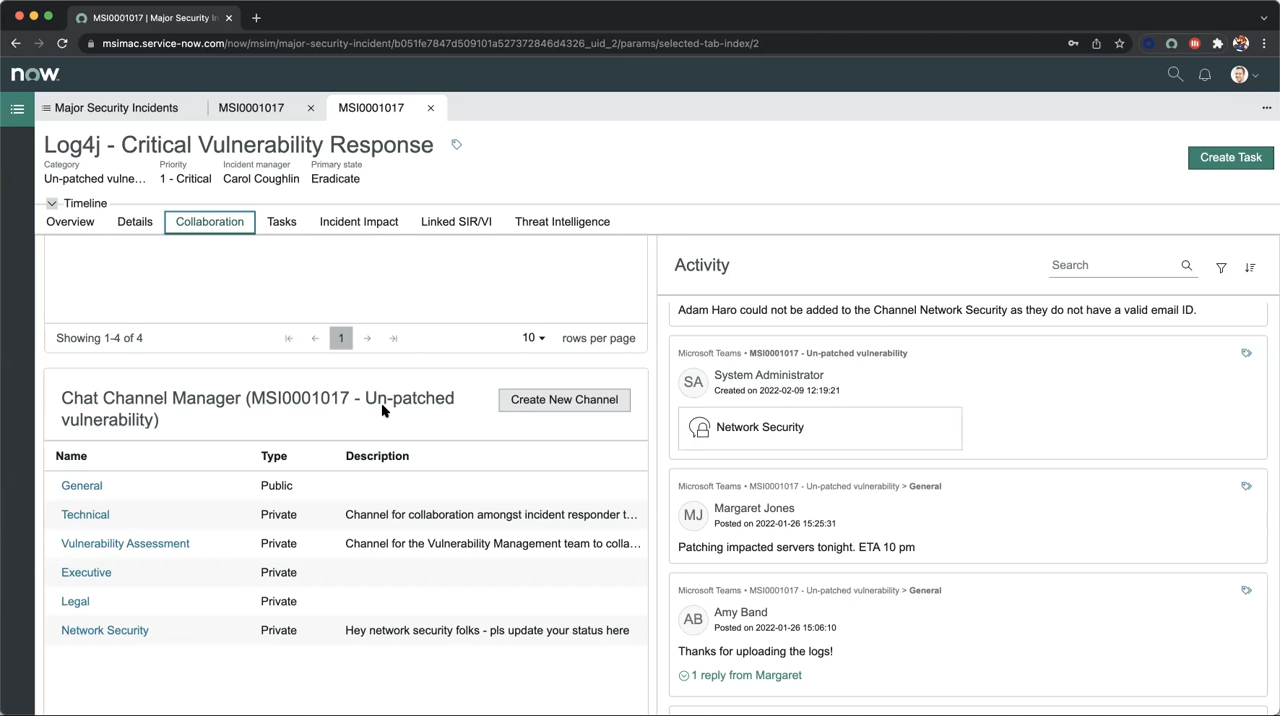 MSI0001017 | Major Security In
msimac.service-now.com/now/msim/major-security-incident/b051fe7847d509101a527372846d4326_uid_2/params/selected-tab-index/2
now.
Major Security Incidents
MSI0001017
MSI0001017
Log4j - Critical Vulnerability Response
Create Task
Category Priority Incident manager Primary state
Un-patched vulne... 1 - Critical Carol Coughlin Eradicate
Timeline
Overview Details Collaboration Tasks Incident Impact Linked SIR/VI Threat Intelligence
Showing 1-4 of 4
1
10 rows per page
Chat Channel Manager (MSI0001017 - Un-patched
vulnerability)
Create New Channel
Name Type Description
General Public
Technical Private Channel for collaboration amongst incident responder t...
Vulnerability Assessment Private Channel for the Vulnerability Management team to colla...
Executive Private
Legal Private
Network Security Private Hey network security folks - pls update your status here
Activity
Search
Adam Haro could not be added to the Channel Network Security as they do not have a valid email ID.
Microsoft Teams • MSI0001017 - Un-patched vulnerability
SA
System Administrator
Created on 2022-02-09 12:19:21
Network Security
Microsoft Teams • MSI0001017 - Un-patched vulnerability > General
MJ
Margaret Jones
Posted on 2022-01-26 15:25:31
Patching impacted servers tonight. ETA 10 pm
Microsoft Teams • MSI0001017 - Un-patched vulnerability > General
AB
Amy Band
Posted on 2022-01-26 15:06:10
Thanks for uploading the logs!
1 reply from Margaret